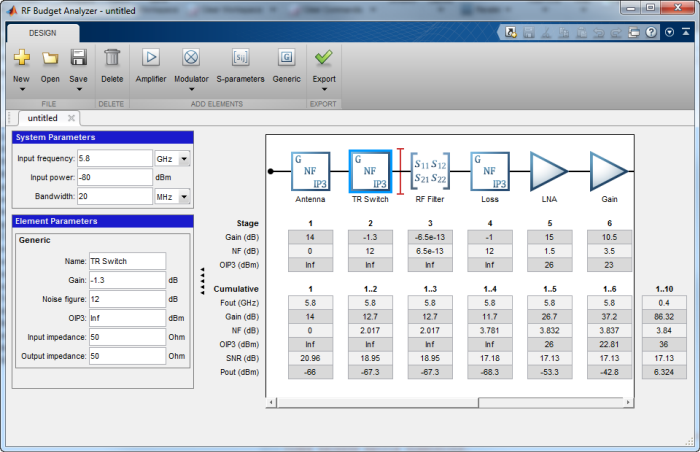 RF Budget Analyzer - untitled
DESIGN
New Open Save Delete Amplifier Modulator S-parameters Generic Export
FILE DELETE ADD ELEMENTS EXPORT
untitled
System Parameters
Input frequency: 5.8 GHz
Input power: -80 dBm
Bandwidth: 20 MHz
Element Parameters
Generic
Name: TR Switch
Gain: -1.3 dB
Noise figure: 12 dB
OIP3: Inf dBm
Input impedance: 50 Ohm
Output impedance: 50 Ohm
G NF IP3 G NF IP3 S11 S12 S21 S22 G NF IP3
Antenna TR Switch RF Filter Loss LNA Gain
Stage 1 2 3 4 5 6
Gain (dB) 14 -1.3 -6.5e-13 -1 15 10.5
NF (dB) 0 12 6.5e-13 12 1.5 3.5
OIP3 (dBm) Inf Inf Inf Inf 26 23
Cumulative 1 1..2 1..3 1..4 1..5 1..6 1..10
Fout (GHz) 5.8 5.8 5.8 5.8 5.8 5.8 0.4
Gain (dB) 14 12.7 12.7 11.7 26.7 37.2 86.32
NF (dB) 0 2.017 2.017 3.781 3.832 3.837 3.84
OIP3 (dBm) Inf Inf Inf Inf 26 22.81 36
SNR (dB) 20.96 18.95 18.95 17.18 17.13 17.13 17.13
Pout (dBm) -66 -67.3 -67.3 -68.3 -53.3 -42.8 6.324